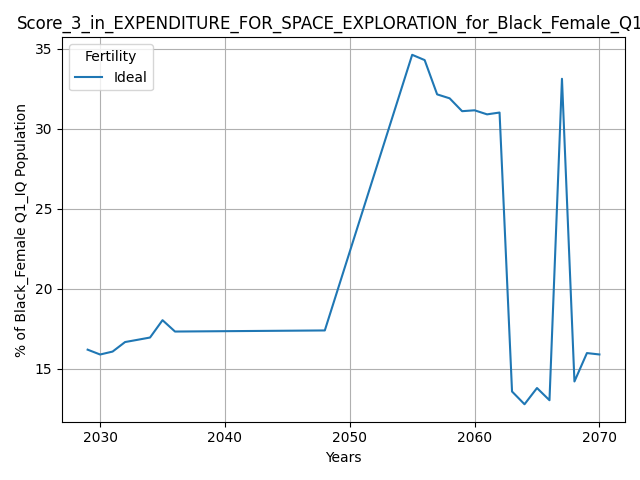 Score_3_in_EXPENDITURE_FOR_SPACE_EXPLORATION_for_Black_Female_Q1
Fertility
Ideal
% of Black_Female Q1_IQ Population
35
30
25
20
15
2030 2040 2050 2060 2070
Years